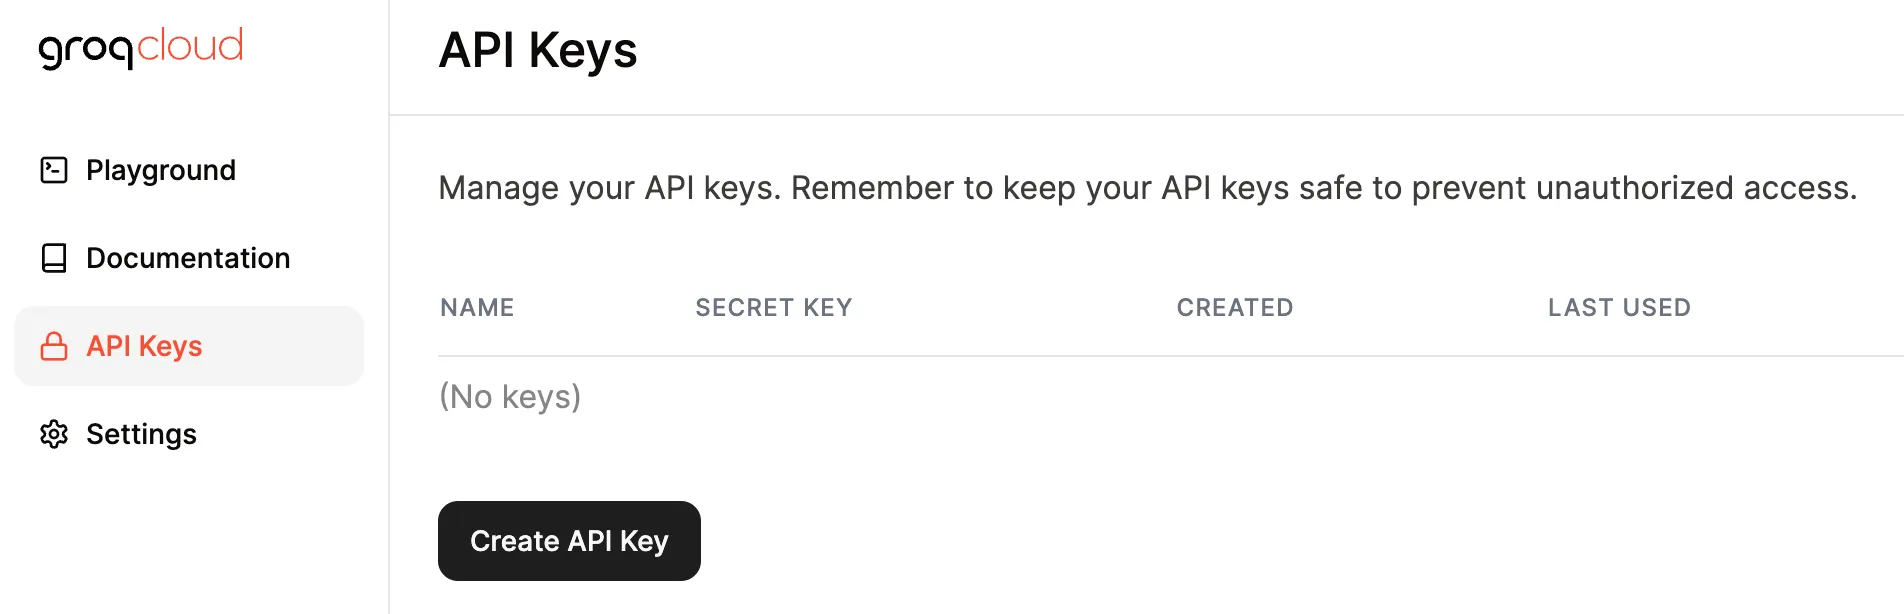 groqcloud
Playground
Documentation
API Keys
Settings
API Keys
Manage your API keys. Remember to keep your API keys safe to prevent unauthorized access.
NAME SECRET KEY CREATED LAST USED
(No keys)
Create API Key